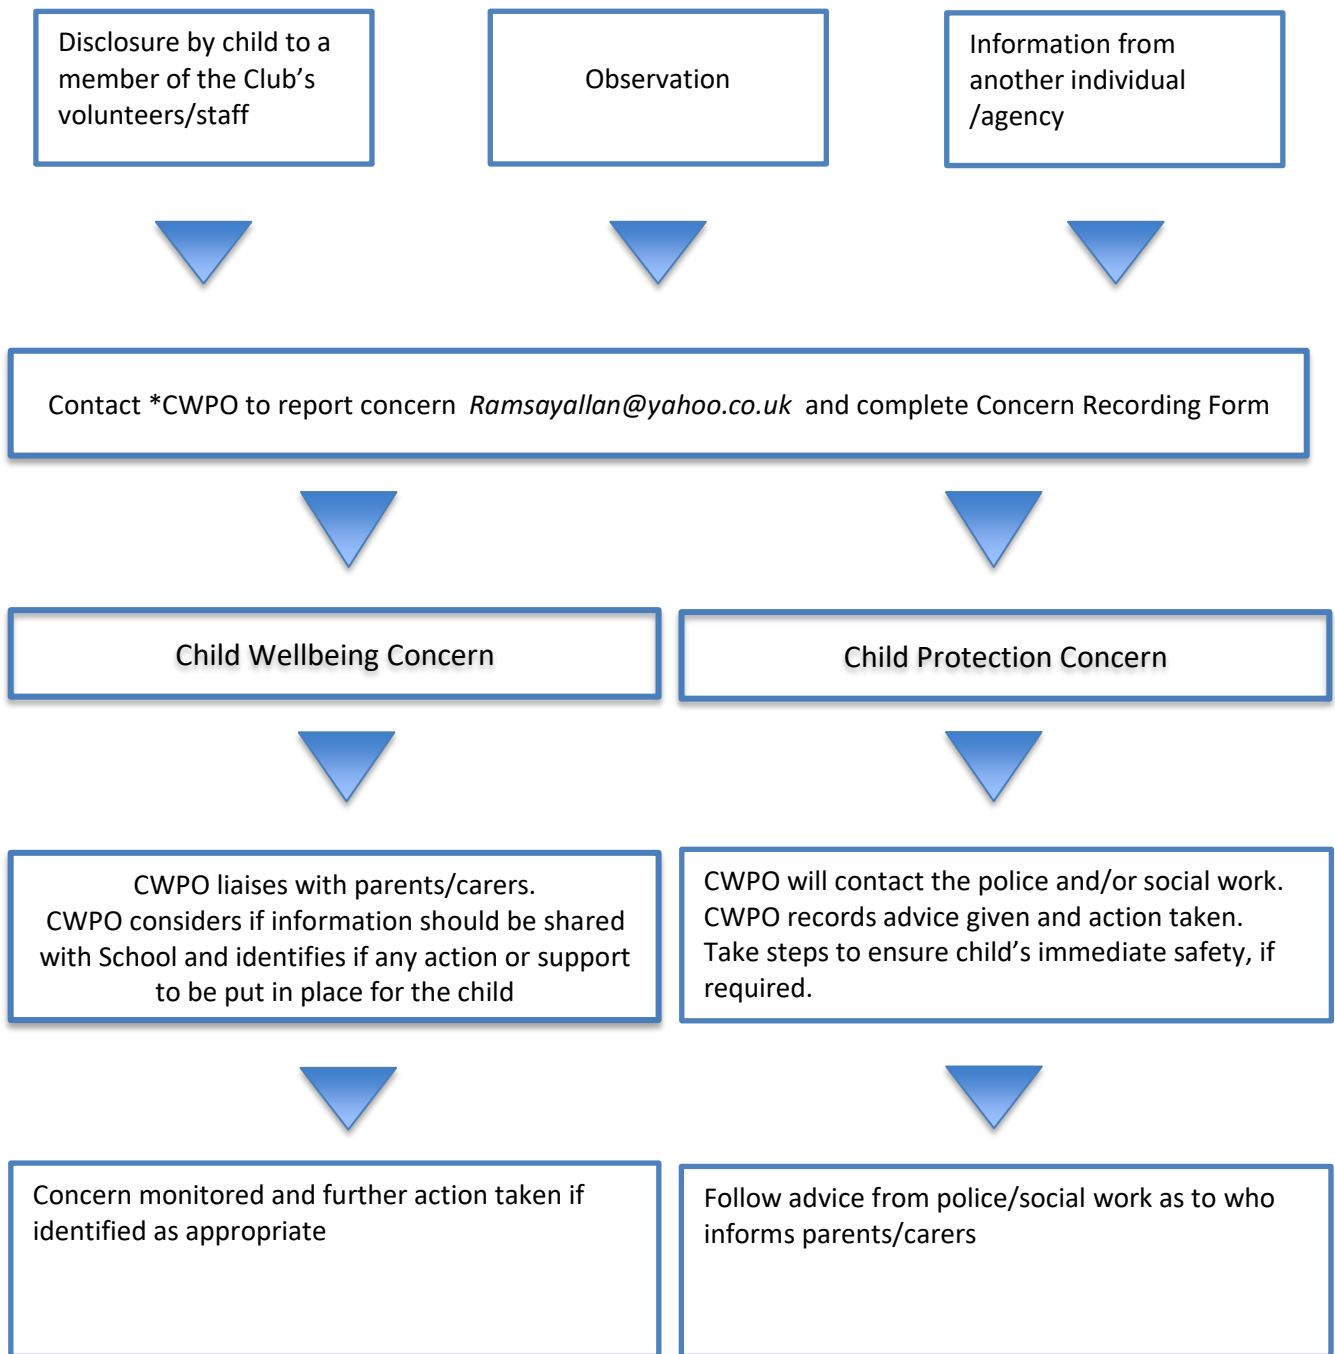 Disclosure by child to a
member of the Club’s
volunteers/staff
Observation
Information from
another individual
/agency
Contact *CWPO to report concern Ramsayallan@yahoo.co.uk and complete Concern Recording Form
Child Wellbeing Concern
Child Protection Concern
CWPO liaises with parents/carers.
CWPO considers if information should be shared
with School and identifies if any action or support
to be put in place for the child
CWPO will contact the police and/or social work.
CWPO records advice given and action taken.
Take steps to ensure child’s immediate safety, if
required.
Concern monitored and further action taken if
identified as appropriate
Follow advice from police/social work as to who
informs parents/carers